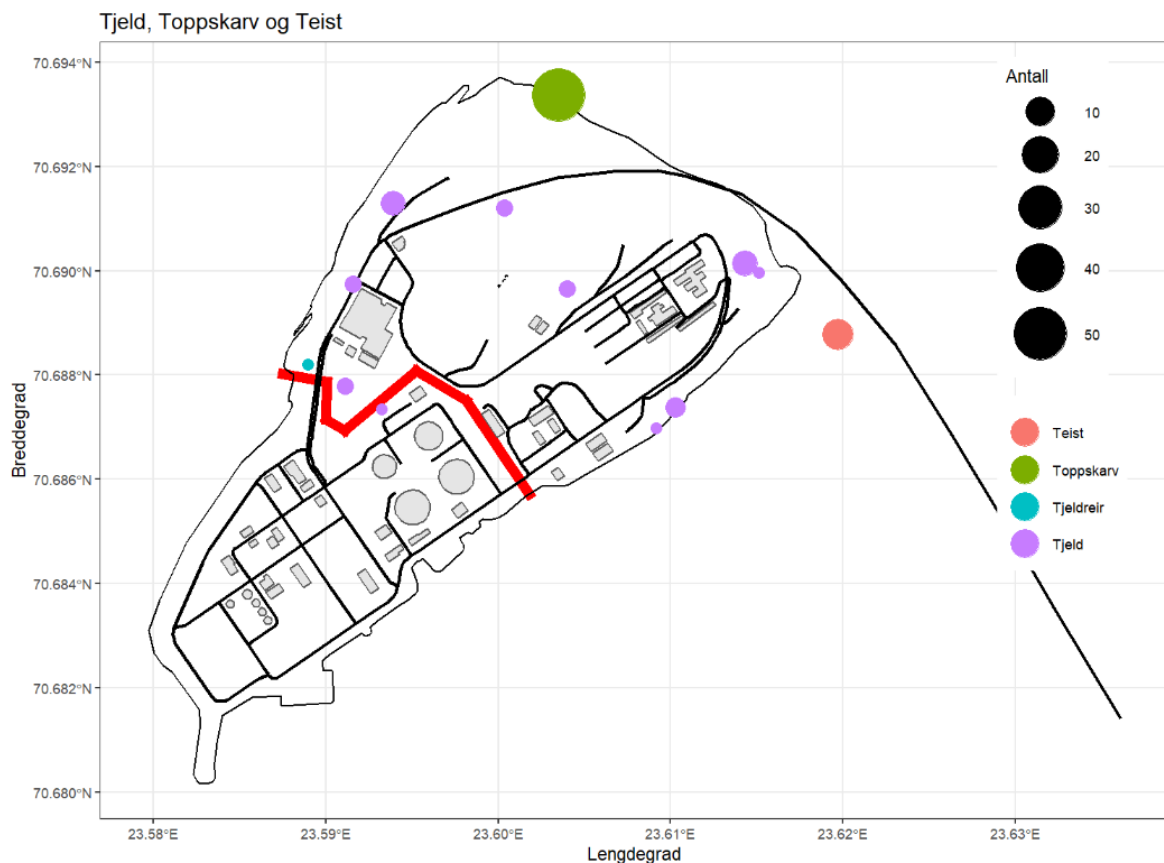 Tjeld, Toppskarv og Teist
70.694°N
70.692°N
70.690°N
70.688°N
70.686°N
70.684°N
70.682°N
70.680°N
Breddegrad
23.58°E
23.59°E
23.60°E
23.61°E
23.62°E
23.63°E
Lengdegrad
Antall
10
20
30
40
50
Teist
Toppskarv
Tjeldreir
Tjeld